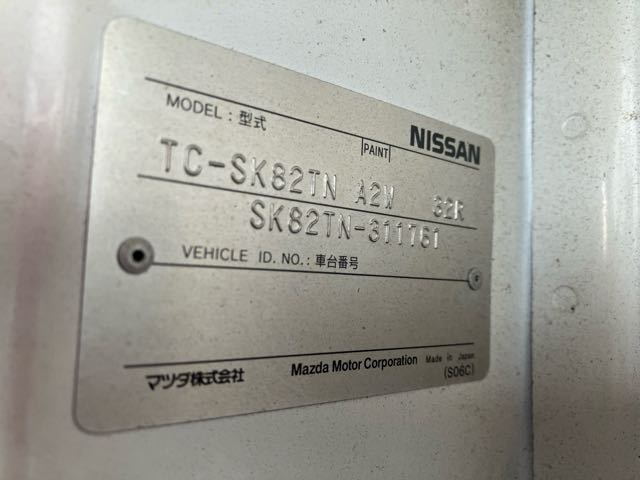 MODEL : 型式
PAINT
NISSAN
TC-SK82TN A2W 32R
SK82TN-311761
VEHICLE ID. NO. : 車台番号
マツダ株式会社
Mazda Motor Corporation Made in Japan
(S06C)